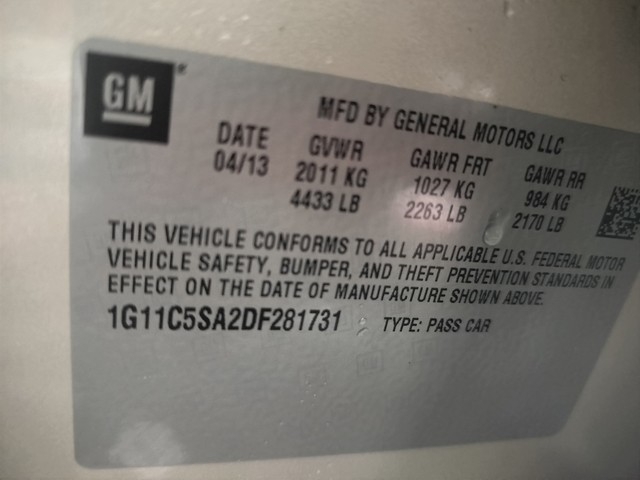 GM
MFD BY GENERAL MOTORS LLC
DATE GVWR GAWR FRT GAWR RR
04/13 2011 KG 1027 KG 984 KG
4433 LB 2263 LB 2170 LB
THIS VEHICLE CONFORMS TO ALL APPLICABLE U.S. FEDERAL MOTOR
VEHICLE SAFETY, BUMPER, AND THEFT PREVENTION STANDARDS IN
EFFECT ON THE DATE OF MANUFACTURE SHOWN ABOVE.
1G11C5SA2DF281731 TYPE: PASS CAR